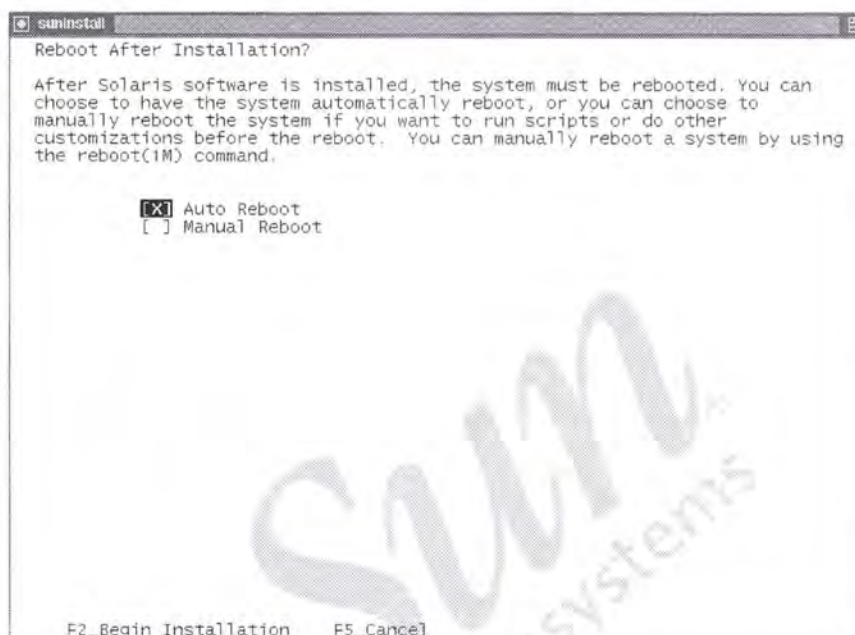 suninstall
Reboot After Installation?
After Solaris software is installed, the system must be rebooted. You can
choose to have the system automatically reboot, or you can choose to
manually reboot the system if you want to run scripts or do other
customizations before the reboot.  You can manually reboot a system by using
the reboot(1M) command.
[X] Auto Reboot
[ ] Manual Reboot
Sun
systems
F2_Begin Installation    F5_Cancel